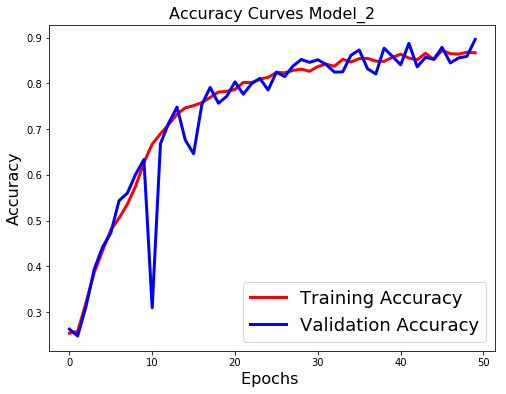 Accuracy Curves Model_2
0.9
0.8
0.7
0.6
0.5
0.4
0.3
Accuracy
Training Accuracy
Validation Accuracy
0 10 20 30 40 50
Epochs